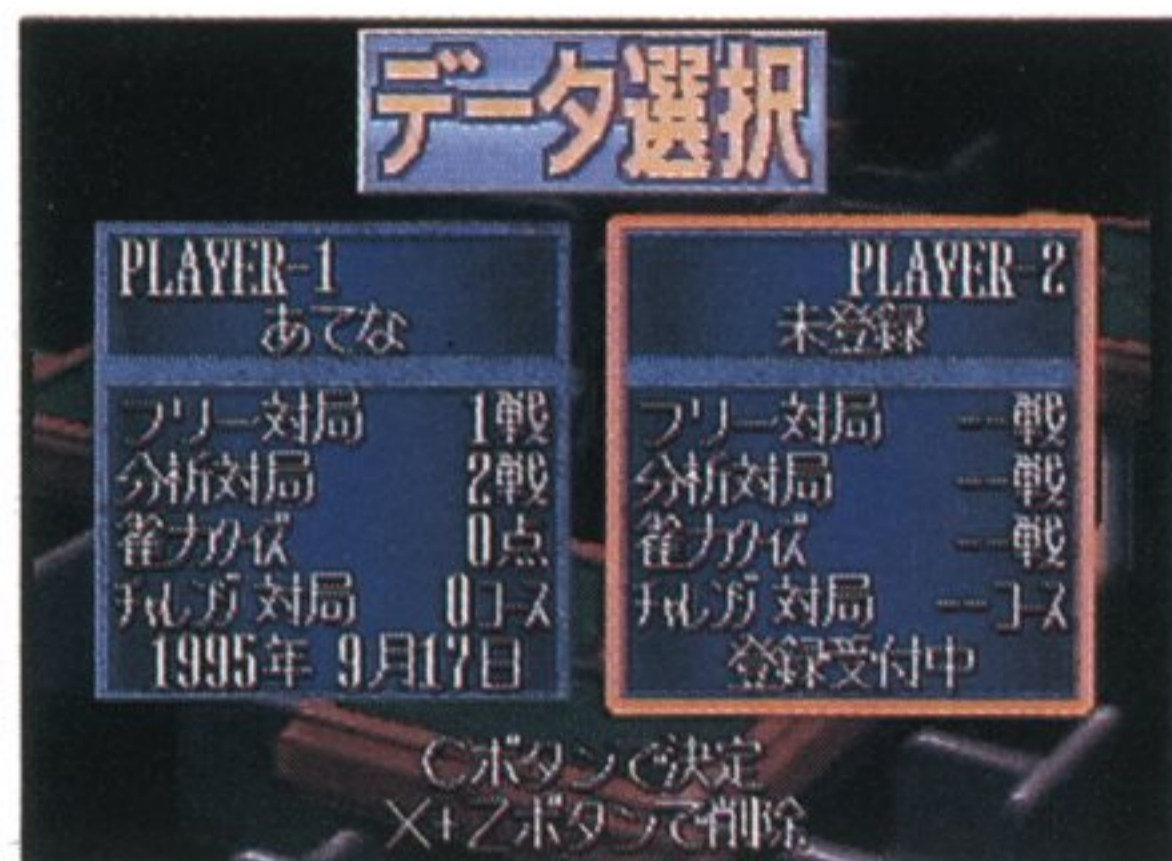 データ選択
PLAYER-1
あてな
フリー対局 1戦
分析対局 2戦
雀力クイズ 0点
チャレンジ対局 0コース
1995年 9月17日
PLAYER-2
未登録
フリー対局 --戦
分析対局 --戦
雀力クイズ --戦
チャレンジ対局 --コース
登録受付中
Cボタンで決定
X+Zボタンで削除